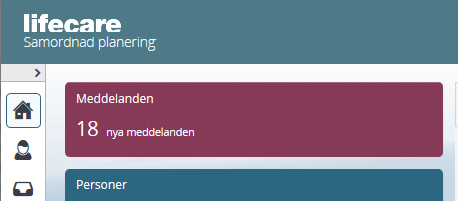 lifecare
Samordnad planering
Meddelanden
18 nya meddelanden
Personer